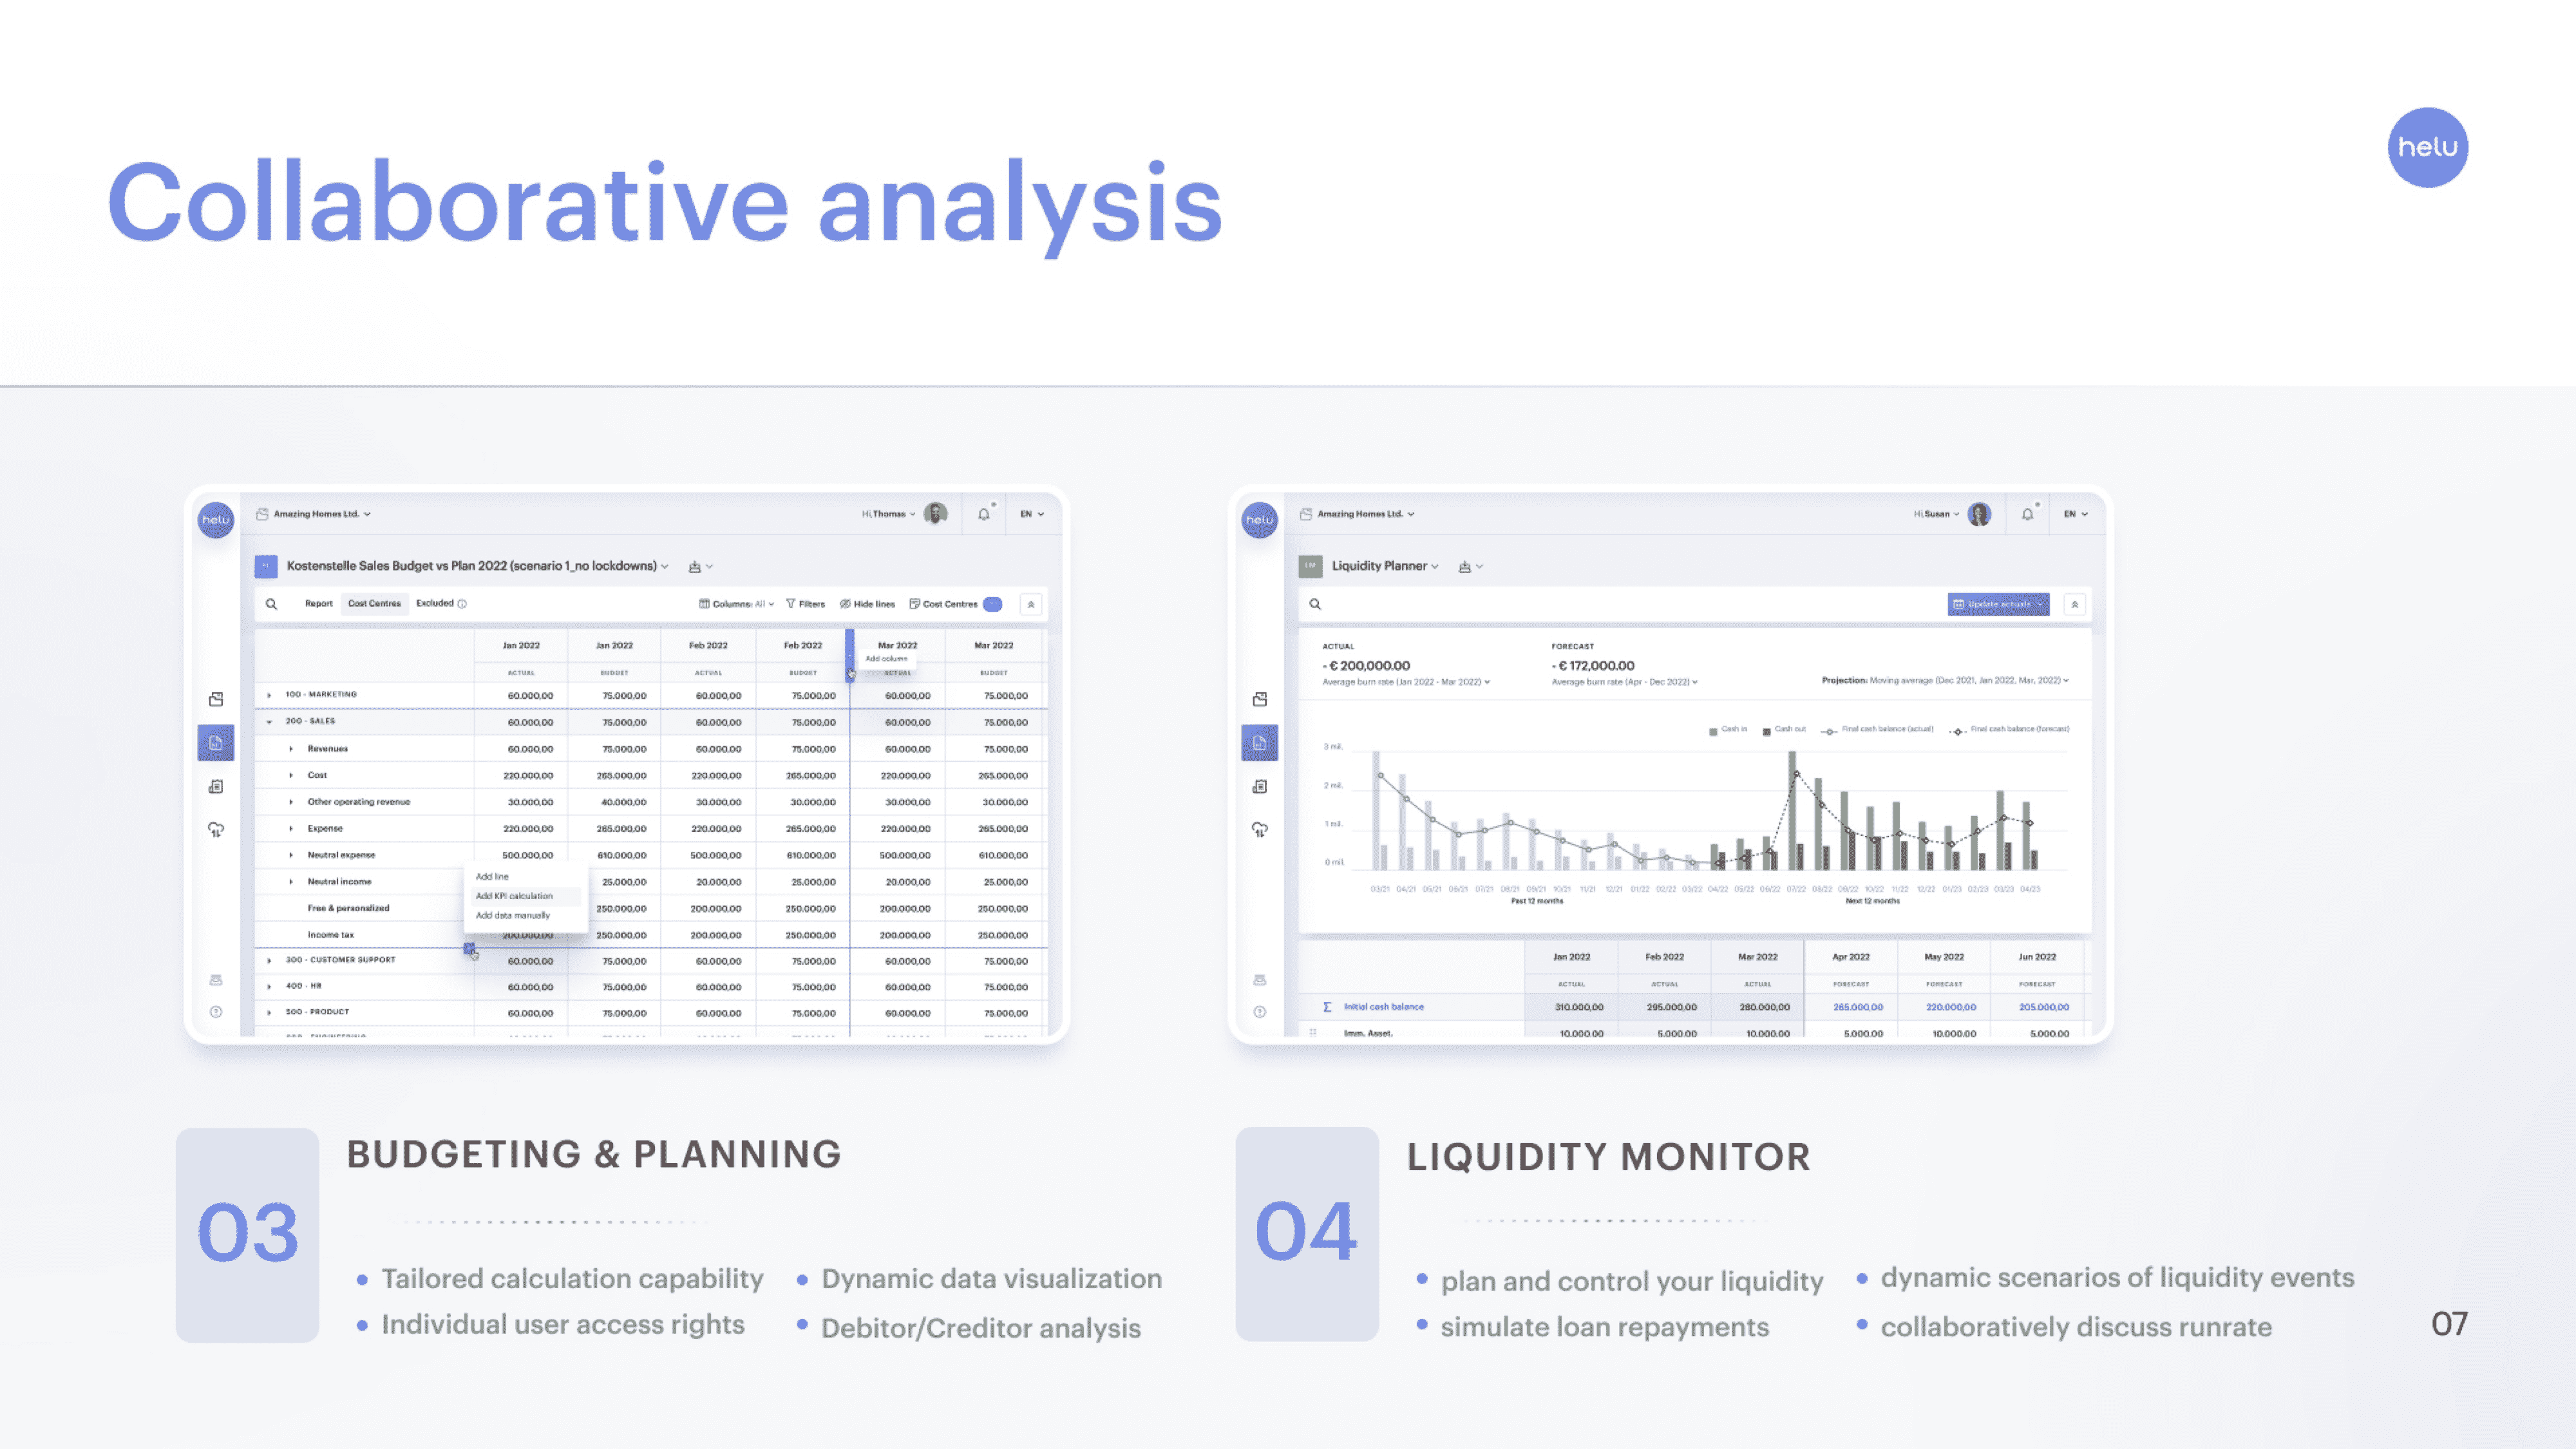 Collaborative analysis
helu
helu
Amazing Homes Ltd.
Hi, Thomas
EN
Kostenstelle Sales Budget vs Plan 2022 (scenario 1_no lockdowns)
Report Cost Centres Excluded
Columns: All Filters Hide lines Cost Centres
Jan 2022 Jan 2022 Feb 2022 Feb 2022 Mar 2022 Mar 2022
Add column
ACTUAL BUDGET ACTUAL BUDGET ACTUAL BUDGET
100 - MARKETING 60.000,00 75.000,00 60.000,00 75.000,00 60.000,00 75.000,00
200 - SALES 60.000,00 75.000,00 60.000,00 75.000,00 60.000,00 75.000,00
Revenues 60.000,00 75.000,00 60.000,00 75.000,00 60.000,00 75.000,00
Cost 220.000,00 265.000,00 220.000,00 265.000,00 220.000,00 265.000,00
Other operating revenue 30.000,00 40.000,00 30.000,00 30.000,00 30.000,00 30.000,00
Expense 220.000,00 265.000,00 220.000,00 265.000,00 220.000,00 265.000,00
Neutral expense 500.000,00 610.000,00 500.000,00 610.000,00 500.000,00 610.000,00
Neutral income 25.000,00 20.000,00 25.000,00 20.000,00 25.000,00
Free & personalized 250.000,00 200.000,00 250.000,00 200.000,00 250.000,00
Income tax 200.000,00 250.000,00 200.000,00 250.000,00 200.000,00 250.000,00
Add line
Add KPI calculation
Add data manually
300 - CUSTOMER SUPPORT 60.000,00 75.000,00 60.000,00 75.000,00 60.000,00 75.000,00
400 - HR 60.000,00 75.000,00 60.000,00 75.000,00 60.000,00 75.000,00
500 - PRODUCT 60.000,00 75.000,00 60.000,00 75.000,00 60.000,00 75.000,00
helu
Amazing Homes Ltd.
Hi, Susan
EN
LM
Liquidity Planner
Update actuals
ACTUAL
- € 200,000.00
Average burn rate (Jan 2022 - Mar 2022)
FORECAST
- € 172,000.00
Average burn rate (Apr - Dec 2022)
Projection: Moving average (Dec 2021, Jan 2022, Mar, 2022)
Cash in Cash out Final cash balance (actual) Final cash balance (forecast)
3 mil.
2 mil.
1 mil.
0 mil.
03/21 04/21 05/21 06/21 07/21 08/21 09/21 10/21 11/21 12/21 01/22 02/22 03/22 04/22 05/22 06/22 07/22 08/22 09/22 10/22 11/22 12/22 01/23 02/23 03/23 04/23
Past 12 months Next 12 months
Jan 2022 Feb 2022 Mar 2022 Apr 2022 May 2022 Jun 2022
ACTUAL ACTUAL ACTUAL FORECAST FORECAST FORECAST
Σ Initial cash balance 310.000,00 295.000,00 280.000,00 265.000,00 220.000,00 205.000,00
Imm. Asset. 10.000,00 5.000,00 10.000,00 5.000,00 10.000,00 5.000,00
03
BUDGETING & PLANNING
• Tailored calculation capability
• Individual user access rights
• Dynamic data visualization
• Debitor/Creditor analysis
04
LIQUIDITY MONITOR
• plan and control your liquidity
• simulate loan repayments
• dynamic scenarios of liquidity events
• collaboratively discuss runrate
07